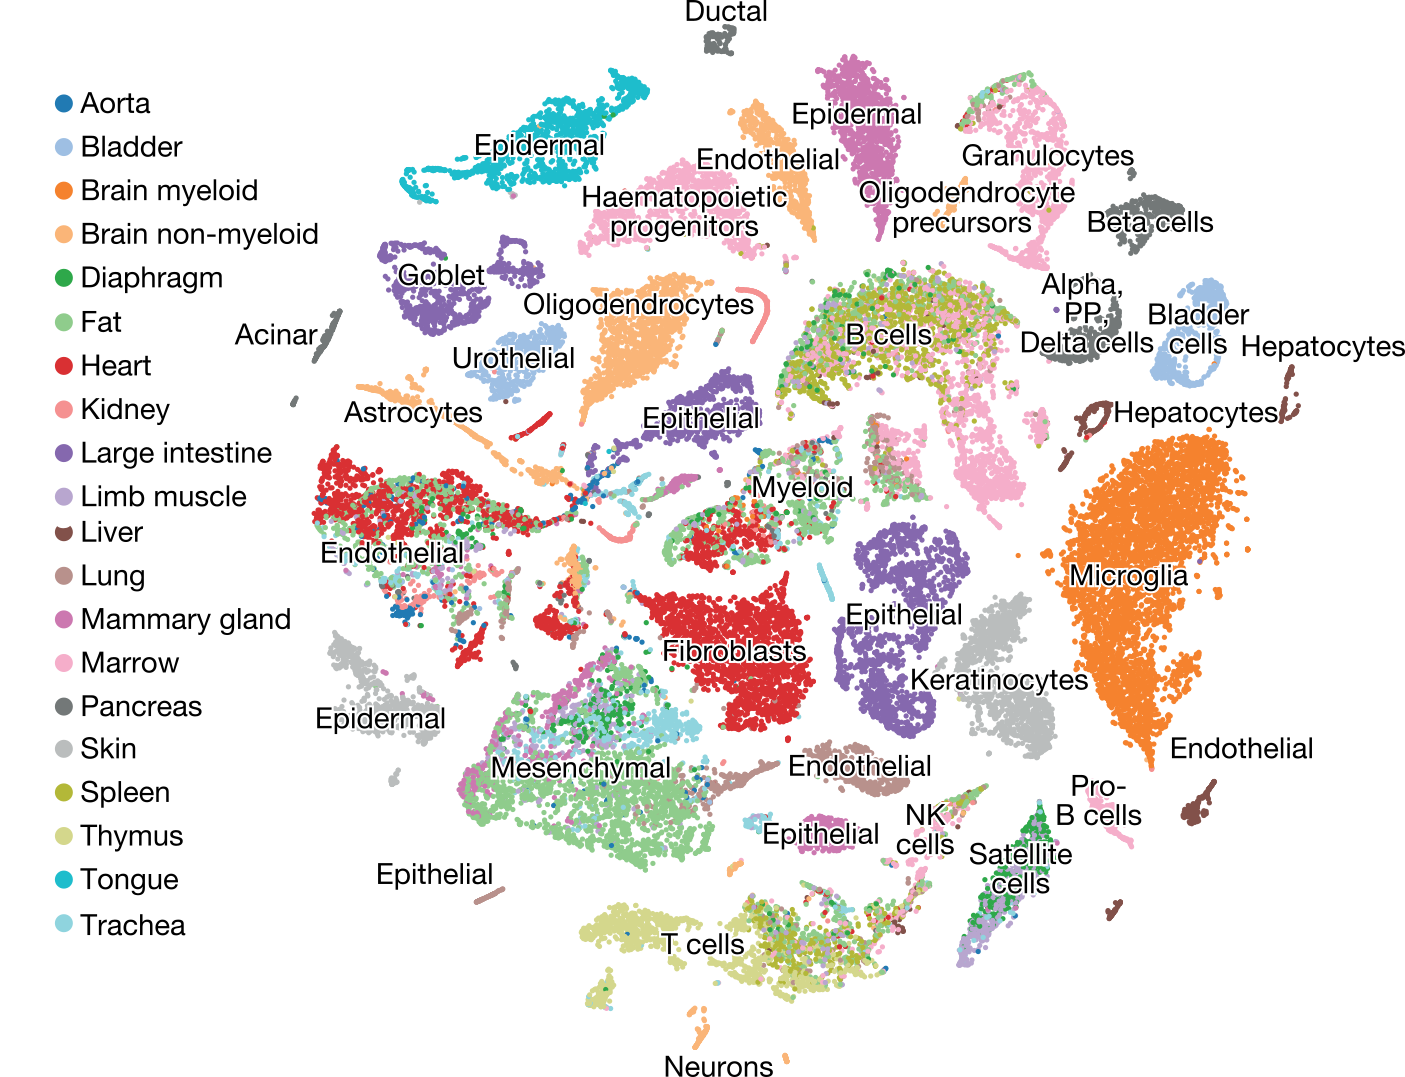 Ductal
Aorta
Bladder
Brain myeloid
Brain non-myeloid
Diaphragm
Fat
Heart
Kidney
Large intestine
Limb muscle
Liver
Lung
Mammary gland
Marrow
Pancreas
Skin
Spleen
Thymus
Tongue
Trachea
Epidermal
Epidermal
Endothelial
Granulocytes
Haematopoietic
progenitors
Oligodendrocyte
precursors
Beta cells
Goblet
Oligodendrocytes
Alpha,
PP,
Delta cells
Bladder
cells
Hepatocytes
Acinar
B cells
Urothelial
Astrocytes
Epithelial
Hepatocytes
Myeloid
Endothelial
Microglia
Epithelial
Fibroblasts
Keratinocytes
Epidermal
Mesenchymal
Endothelial
Endothelial
Pro-
B cells
NK
cells
Epithelial
Satellite
cells
Epithelial
T cells
Neurons